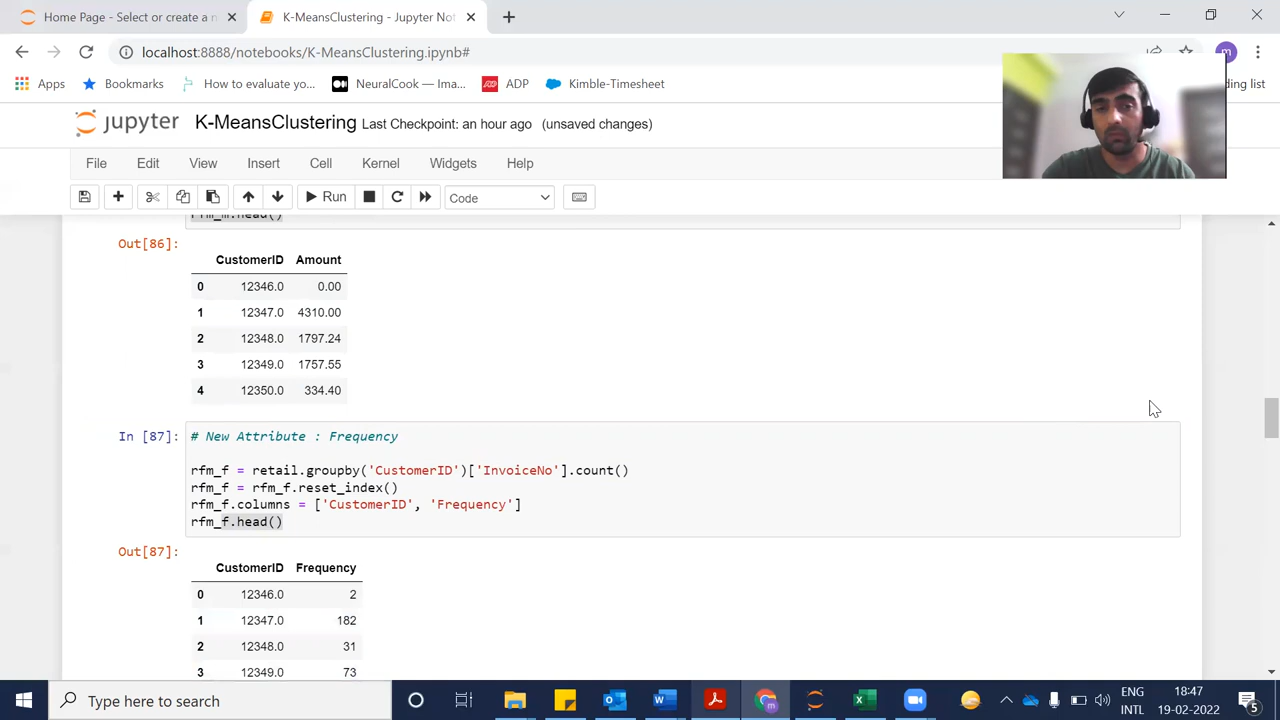 Home Page - Select or create a n
K-MeansClustering - Jupyter Not
localhost:8888/notebooks/K-MeansClustering.ipynb#
m
Apps
Bookmarks
How to evaluate yo...
NeuralCook — Ima...
ADP
Kimble-Timesheet
ding list
jupyter K-MeansClustering Last Checkpoint: an hour ago (unsaved changes)
File Edit View Insert Cell Kernel Widgets Help
Run
Code
rfm_m.head()
Out[86]:
CustomerID Amount
0 12346.0 0.00
1 12347.0 4310.00
2 12348.0 1797.24
3 12349.0 1757.55
4 12350.0 334.40
In [87]: # New Attribute : Frequency
rfm_f = retail.groupby('CustomerID')['InvoiceNo'].count()
rfm_f = rfm_f.reset_index()
rfm_f.columns = ['CustomerID', 'Frequency']
rfm_f.head()
Out[87]:
CustomerID Frequency
0 12346.0 2
1 12347.0 182
2 12348.0 31
3 12349.0 73
Type here to search
ENG
INTL
18:47
19-02-2022
5